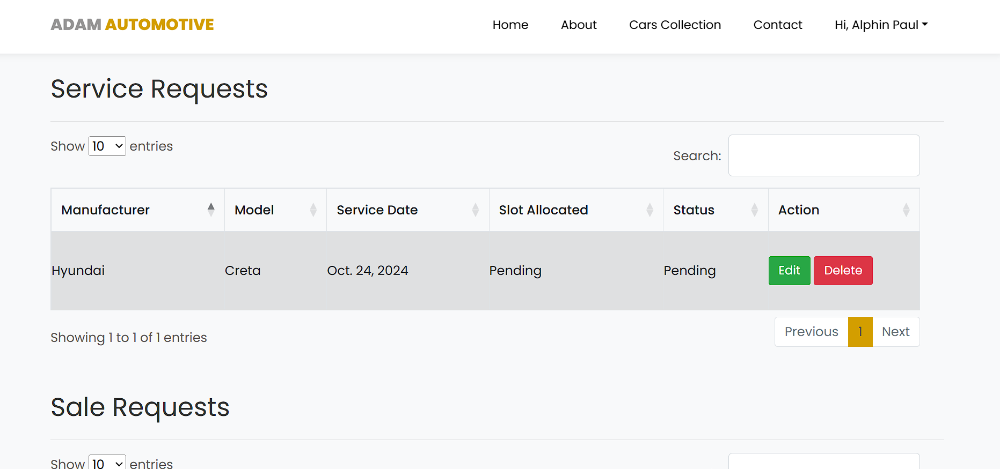 ADAM AUTOMOTIVE
Home About Cars Collection Contact Hi, Alphin Paul
Service Requests
Show 10 entries
Search:
Manufacturer Model Service Date Slot Allocated Status Action
Hyundai Creta Oct. 24, 2024 Pending Pending Edit Delete
Showing 1 to 1 of 1 entries
Previous 1 Next
Sale Requests
Show 10 entries